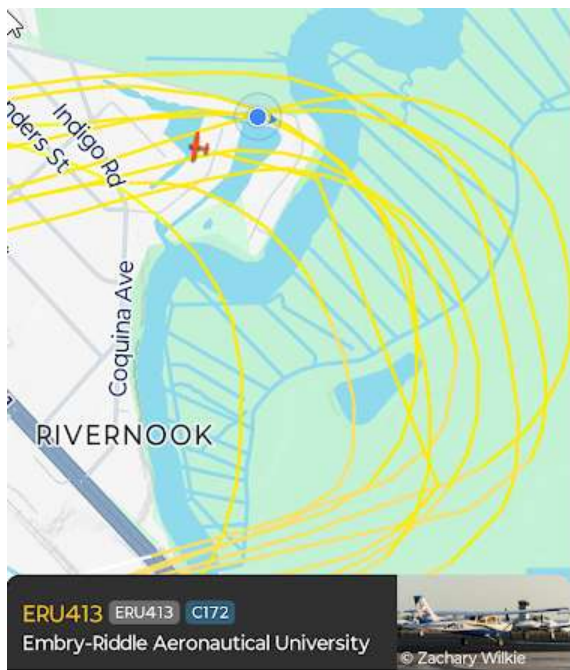 Indigo Rd
nders St
Coquina Ave
RIVERNOOK
ERU413 ERU413 C172
Embry-Riddle Aeronautical University
© Zachary Wilkie